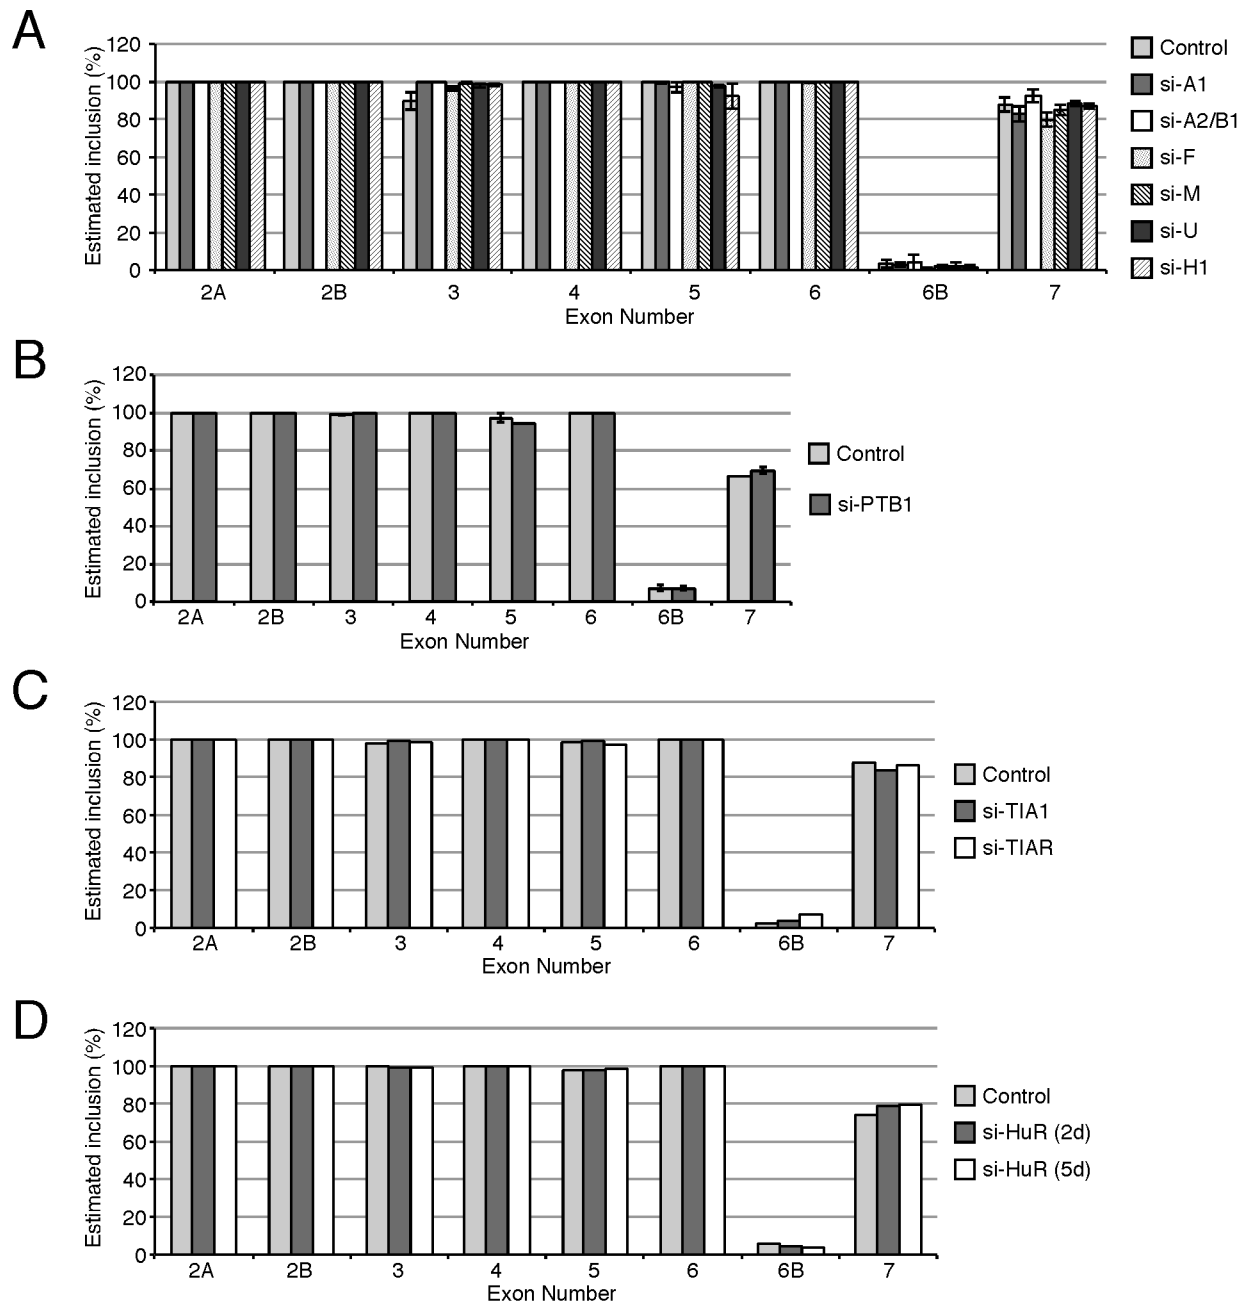 A
Estimated inclusion (%)
120
100
80
60
40
20
0
2A 2B 3 4 5 6 6B 7
Exon Number
Control
si-A1
si-A2/B1
si-F
si-M
si-U
si-H1
B
Estimated inclusion (%)
120
100
80
60
40
20
0
2A 2B 3 4 5 6 6B 7
Exon Number
Control
si-PTB1
C
Estimated inclusion (%)
120
100
80
60
40
20
0
2A 2B 3 4 5 6 6B 7
Exon Number
Control
si-TIA1
si-TIAR
D
Estimated inclusion (%)
120
100
80
60
40
20
0
2A 2B 3 4 5 6 6B 7
Exon Number
Control
si-HuR (2d)
si-HuR (5d)